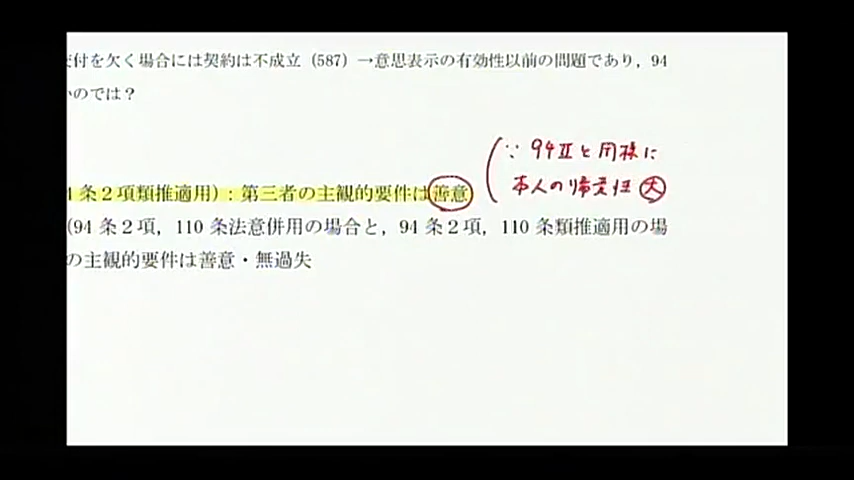 付を欠く場合には契約は不成立（587）→意思表示の有効性以前の問題であり，94
いのでは？
∵ 94Ⅱと同様に
本人の帰責性 大
条２項類推適用）：第三者の主観的要件は善意
（94 条２項，110 条法意併用の場合と，94 条２項，110 条類推適用の場
の主観的要件は善意・無過失